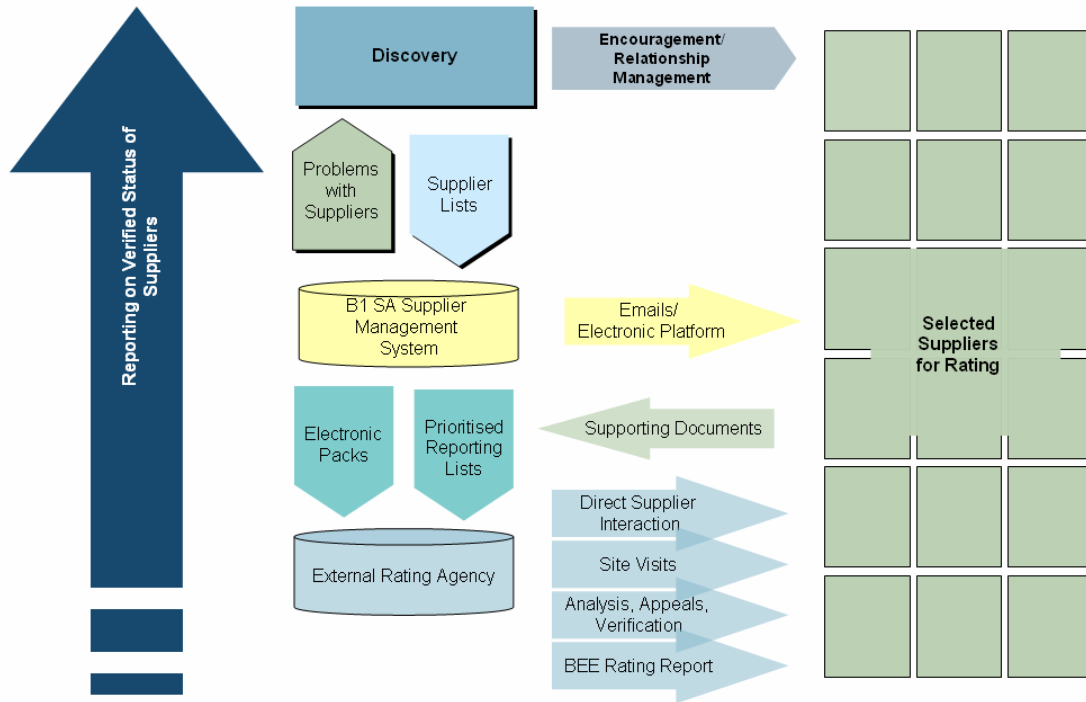 Reporting on Verified Status of
Suppliers
Discovery
Encouragement/
Relationship
Management
Problems
with
Suppliers
Supplier
Lists
B1 SA Supplier
Management
System
Emails/
Electronic Platform
Selected
Suppliers
for Rating
Electronic
Packs
Prioritised
Reporting
Lists
Supporting Documents
External Rating Agency
Direct Supplier
Interaction
Site Visits
Analysis, Appeals,
Verification
BEE Rating Report